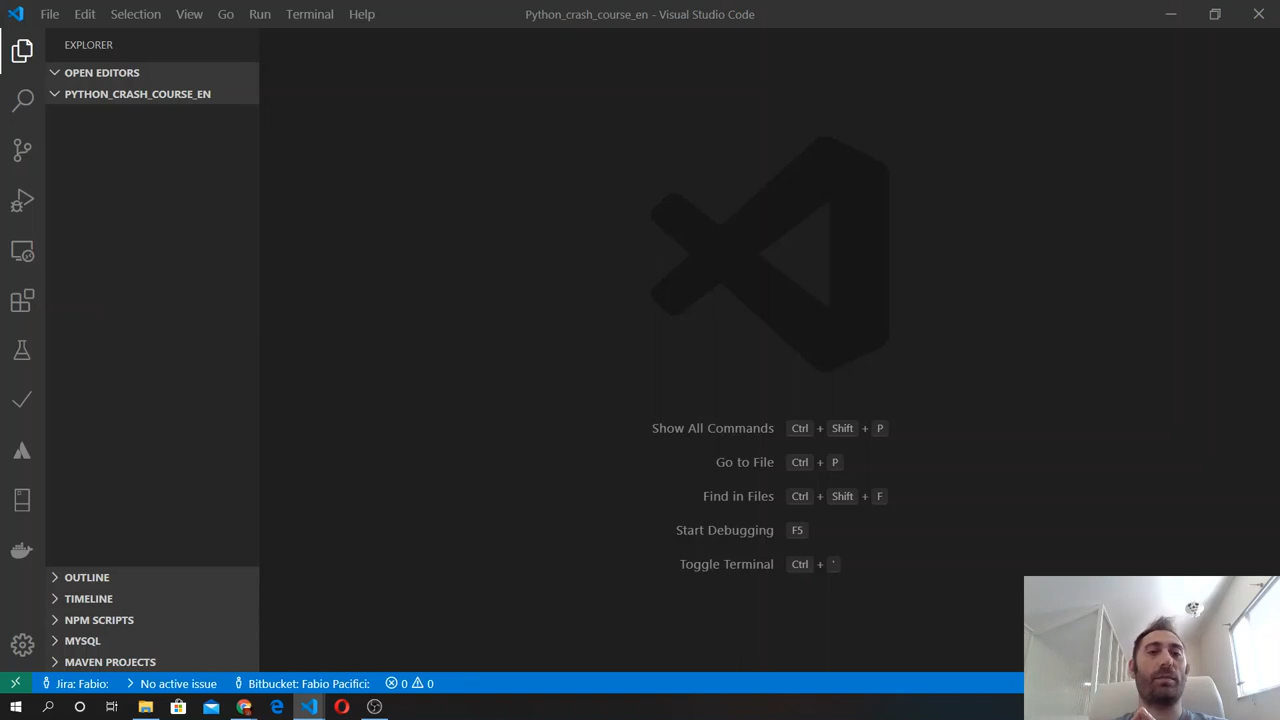 File Edit Selection View Go Run Terminal Help
Python_crash_course_en - Visual Studio Code
EXPLORER
OPEN EDITORS
PYTHON_CRASH_COURSE_EN
Show All Commands Ctrl + Shift + P
Go to File Ctrl + P
Find in Files Ctrl + Shift + F
Start Debugging F5
Toggle Terminal Ctrl + '
OUTLINE
TIMELINE
NPM SCRIPTS
MYSQL
MAVEN PROJECTS
Jira: Fabio: No active issue Bitbucket: Fabio Pacifici: 0 0